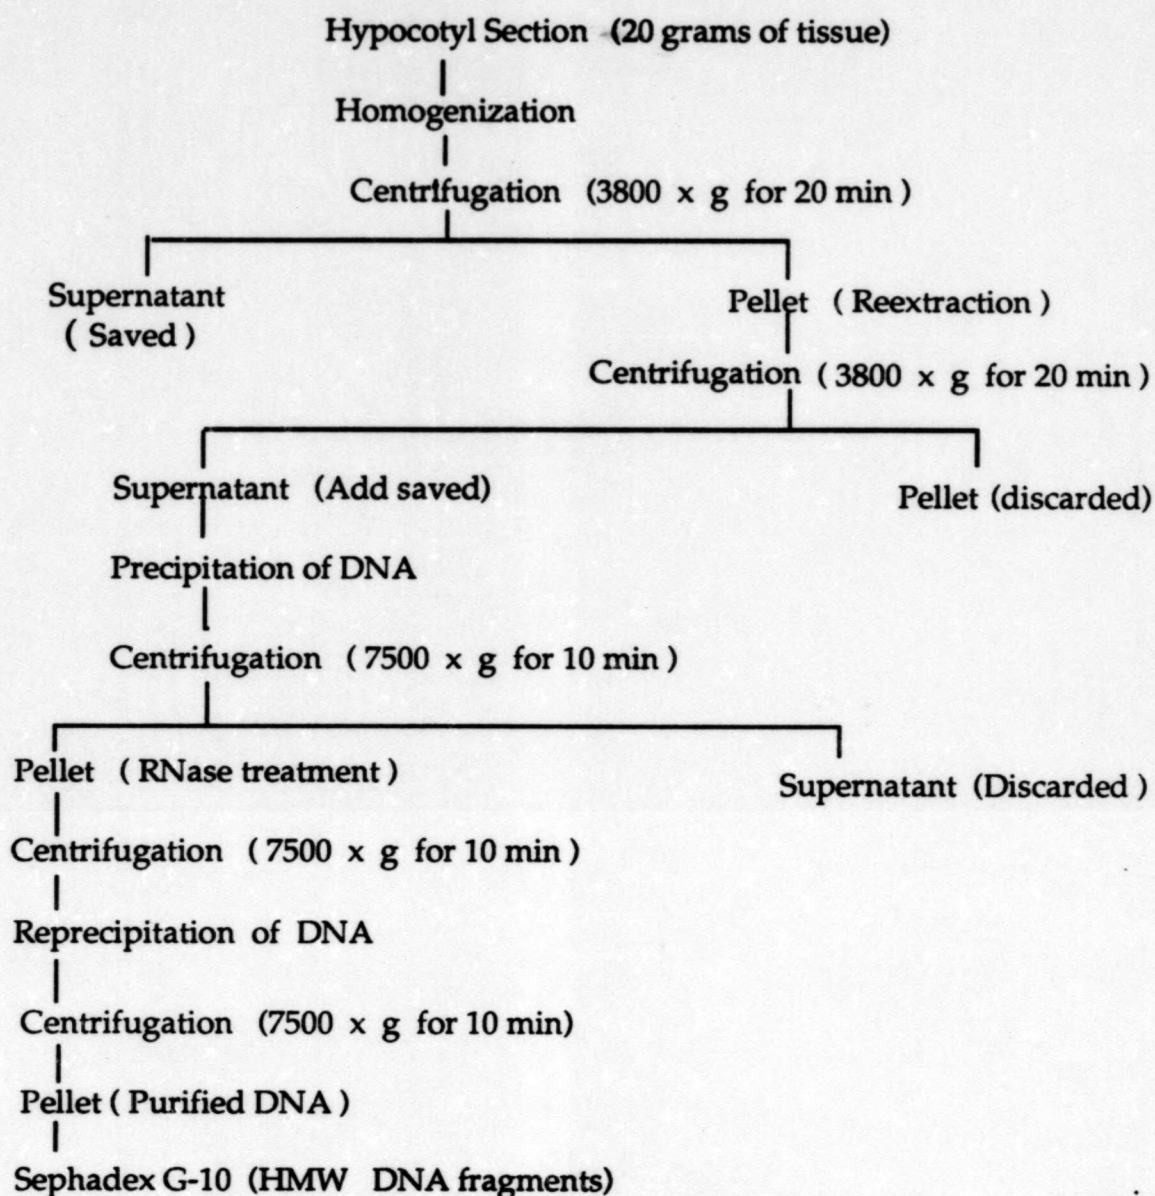 Hypocotyl Section (20 grams of tissue)
Homogenization
Centrifugation (3800 x g for 20 min )
Supernatant
( Saved )
Pellet ( Reextraction )
Centrifugation ( 3800 x g for 20 min )
Supernatant (Add saved)
Pellet (discarded)
Precipitation of DNA
Centrifugation ( 7500 x g for 10 min )
Pellet ( RNase treatment )
Supernatant (Discarded )
Centrifugation ( 7500 x g for 10 min )
Reprecipitation of DNA
Centrifugation (7500 x g for 10 min)
Pellet ( Purified DNA )
Sephadex G-10 (HMW DNA fragments)